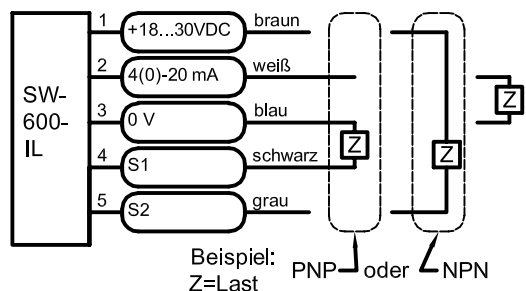 SW-
600-
IL
1 +18...30VDC braun
2 4(0)-20 mA weiß
3 0 V blau
4 S1 schwarz
5 S2 grau
Z
Z
Z
Beispiel:
Z=Last
PNP oder NPN